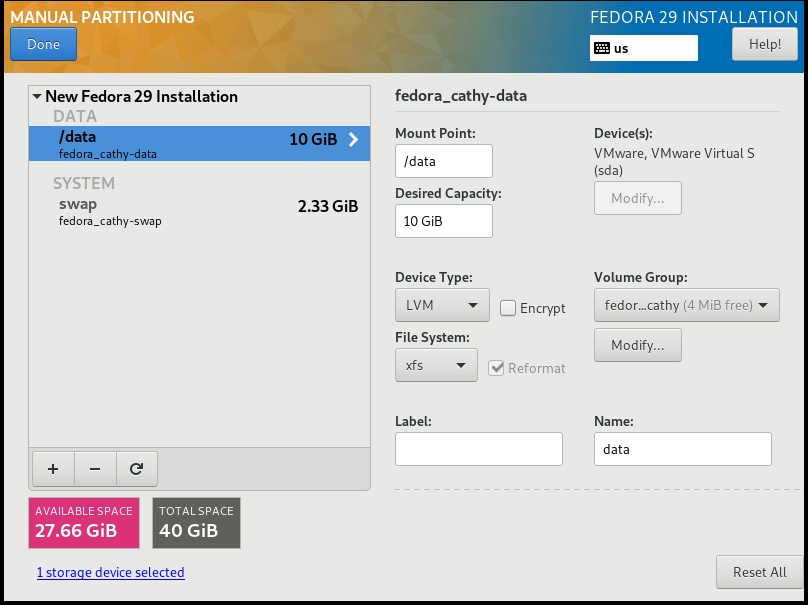 MANUAL PARTITIONING
FEDORA 29 INSTALLATION
Done
us
Help!
New Fedora 29 Installation
DATA
/data
10 GiB
fedora_cathy-data
SYSTEM
swap
2.33 GiB
fedora_cathy-swap
AVAILABLE SPACE
27.66 GiB
TOTAL SPACE
40 GiB
1 storage device selected
fedora_cathy-data
Mount Point:
/data
Desired Capacity:
10 GiB
Device(s):
VMware, VMware Virtual S
(sda)
Modify...
Device Type:
LVM
Encrypt
File System:
xfs
Reformat
Volume Group:
fedor...cathy (4 MiB free)
Modify...
Label:
Name:
data
Reset All